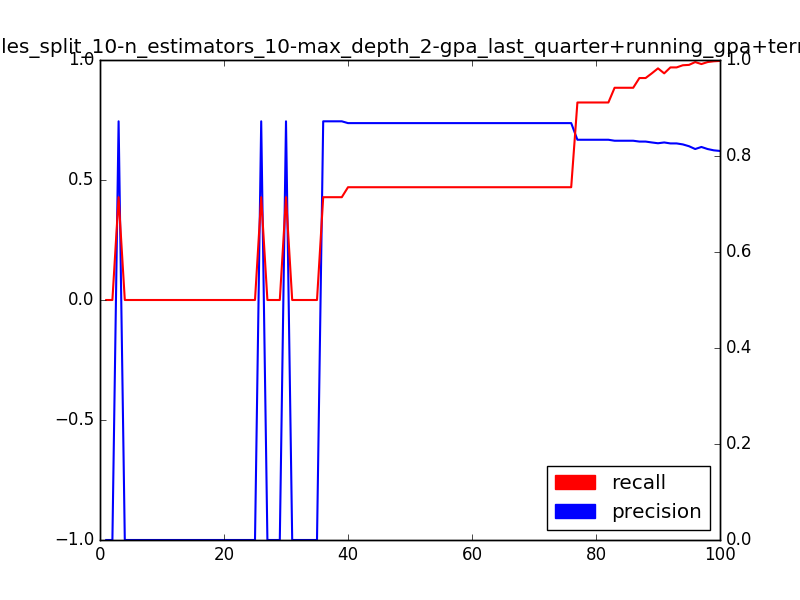 les_split_10-n_estimators_10-max_depth_2-gpa_last_quarter+running_gpa+ter
1.0
0.5
0.0
−0.5
−1.0
1.0
0.8
0.6
0.4
0.2
0.0
recall
precision
0 20 40 60 80 100